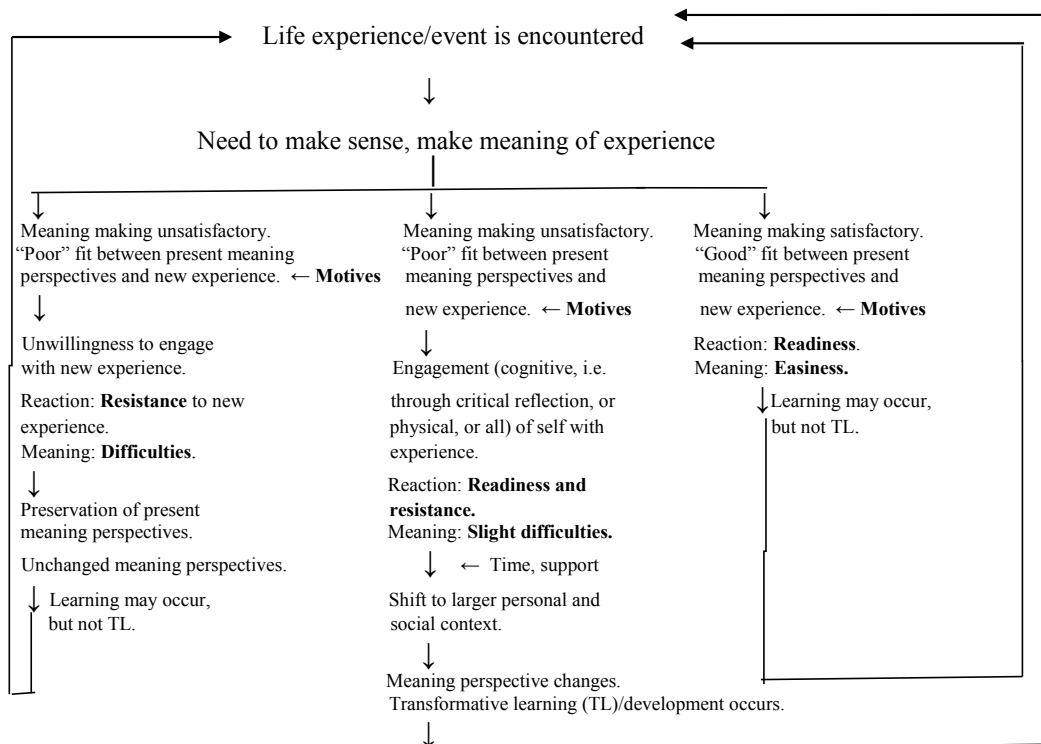 Life experience/event is encountered
↓
Need to make sense, make meaning of experience
↓
Meaning making unsatisfactory.
“Poor” fit between present meaning
perspectives and new experience. ← Motives
↓
Unwillingness to engage
with new experience.
Reaction: Resistance to new
experience.
Meaning: Difficulties.
↓
Preservation of present
meaning perspectives.
Unchanged meaning perspectives.
↓ Learning may occur,
but not TL.
↓
Meaning making unsatisfactory.
“Poor” fit between present
meaning perspectives and
new experience. ← Motives
↓
Engagement (cognitive, i.e.
through critical reflection, or
physical, or all) of self with
experience.
Reaction: Readiness and
resistance.
Meaning: Slight difficulties.
↓ ← Time, support
Shift to larger personal and
social context.
↓
Meaning perspective changes.
Transformative learning (TL)/development occurs.
↓
↓
Meaning making satisfactory.
“Good” fit between present
meaning perspectives and
new experience. ← Motives
Reaction: Readiness.
Meaning: Easiness.
↓ Learning may occur,
but not TL.